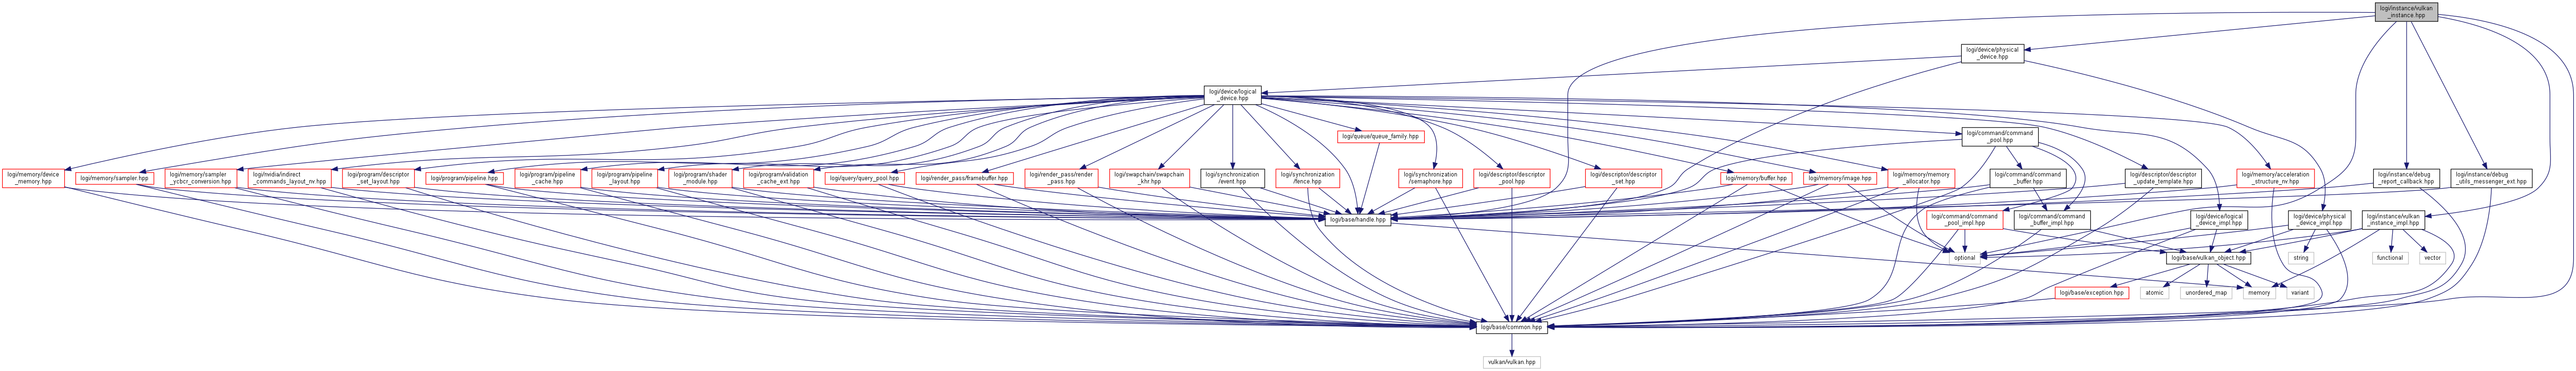 logi/instance/vulkan
_instance.hpp
logi/device/physical
_device.hpp
logi/device/logical
_device.hpp
logi/queue/queue_family.hpp
logi/command/command
_pool.hpp
logi/memory/device
_memory.hpp
logi/memory/sampler.hpp
logi/memory/sampler
_ycbcr_conversion.hpp
logi/nvidia/indirect
_commands_layout_nv.hpp
logi/program/descriptor
_set_layout.hpp
logi/program/pipeline.hpp
logi/program/pipeline
_cache.hpp
logi/program/pipeline
_layout.hpp
logi/program/shader
_module.hpp
logi/program/validation
_cache_ext.hpp
logi/query/query_pool.hpp
logi/render_pass/framebuffer.hpp
logi/render_pass/render
_pass.hpp
logi/swapchain/swapchain
_khr.hpp
logi/synchronization
/event.hpp
logi/synchronization
/fence.hpp
logi/synchronization
/semaphore.hpp
logi/descriptor/descriptor
_pool.hpp
logi/descriptor/descriptor
_set.hpp
logi/memory/buffer.hpp
logi/memory/image.hpp
logi/memory/memory
_allocator.hpp
logi/command/command
_buffer.hpp
logi/descriptor/descriptor
_update_template.hpp
logi/memory/acceleration
_structure_nv.hpp
logi/instance/debug
_report_callback.hpp
logi/instance/debug
_utils_messenger_ext.hpp
logi/base/handle.hpp
logi/command/command
_pool_impl.hpp
logi/command/command
_buffer_impl.hpp
logi/device/logical
_device_impl.hpp
logi/device/physical
_device_impl.hpp
logi/instance/vulkan
_instance_impl.hpp
optional
logi/base/vulkan_object.hpp
string
functional
vector
logi/base/exception.hpp
atomic
unordered_map
memory
variant
logi/base/common.hpp
vulkan/vulkan.hpp